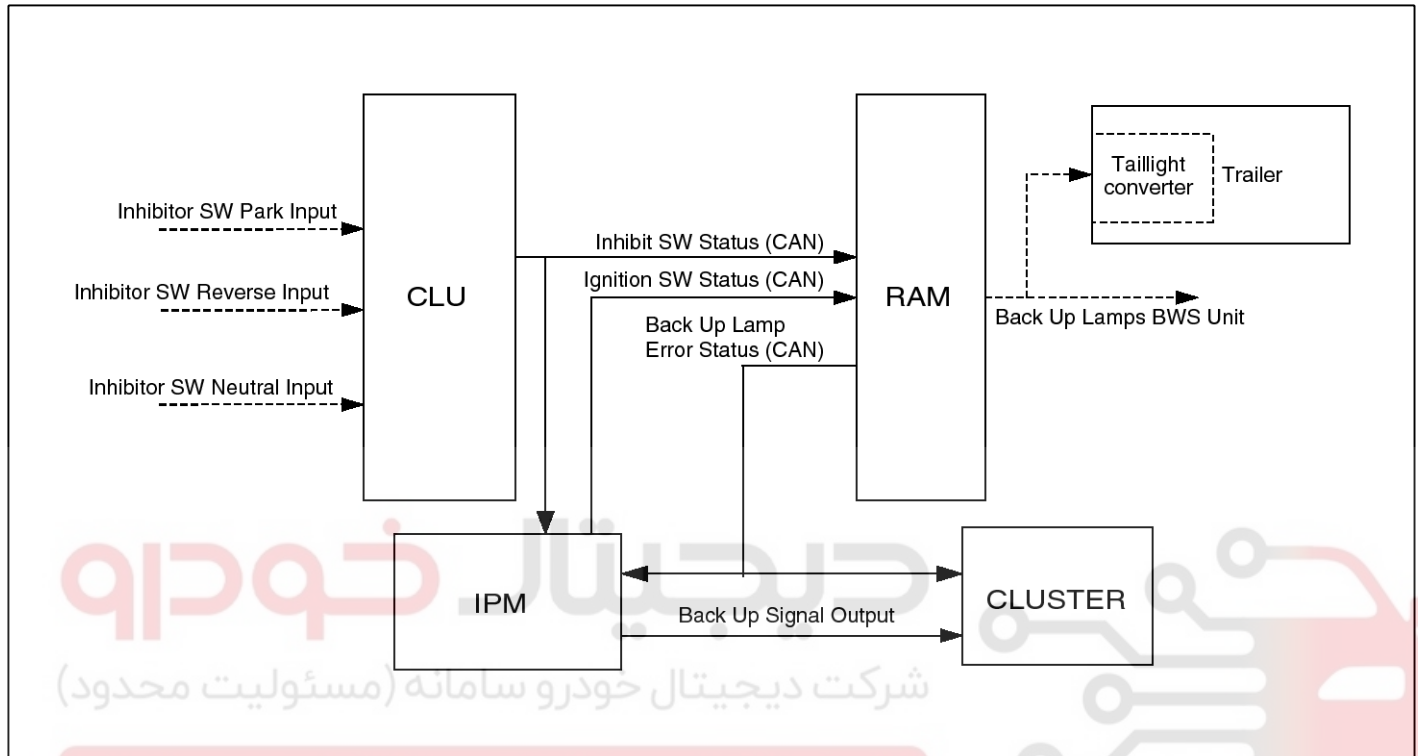 Inhibitor SW Park Input
Inhibitor SW Reverse Input
Inhibitor SW Neutral Input
CLU
Inhibit SW Status (CAN)
Ignition SW Status (CAN)
Back Up Lamp
Error Status (CAN)
RAM
Taillight
converter
Trailer
Back Up Lamps BWS Unit
IPM
Back Up Signal Output
CLUSTER
دیجیتال خودرو
شرکت دیجیتال خودرو سامانه (مسئولیت محدود)